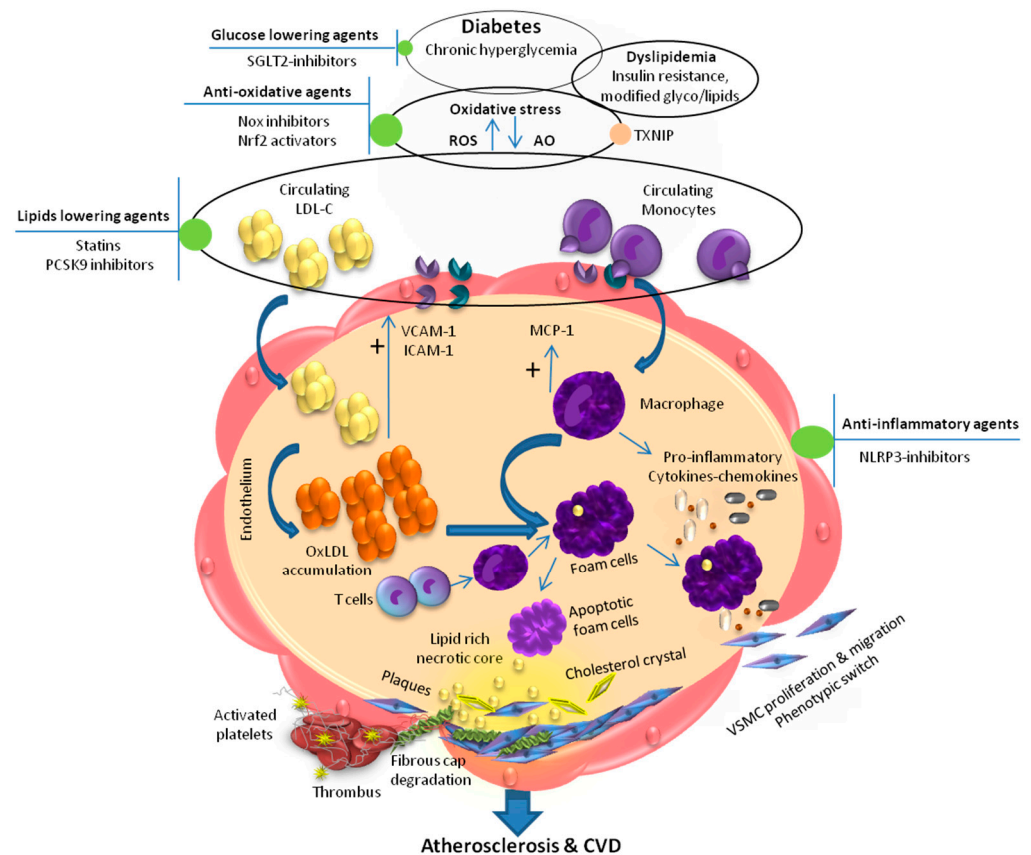 Diabetes
Chronic hyperglycemia
Glucose lowering agents
SGLT2-inhibitors
Dyslipidemia
Insulin resistance,
modified glyco/lipids
Anti-oxidative agents
Nox inhibitors
Nrf2 activators
Oxidative stress
ROS
AO
TXNIP
Circulating
LDL-C
Circulating
Monocytes
Lipids lowering agents
Statins
PCSK9 inhibitors
+
VCAM-1
ICAM-1
MCP-1
+
Macrophage
Anti-inflammatory agents
NLRP3-inhibitors
Pro-inflammatory
Cytokines-chemokines
Endothelium
OxLDL
accumulation
Foam cells
T cells
Apoptotic
foam cells
Lipid rich
necrotic core
Cholesterol crystal
Plaques
VSMC proliferation & migration
Phenotypic switch
Activated
platelets
Fibrous cap
degradation
Thrombus
Atherosclerosis & CVD